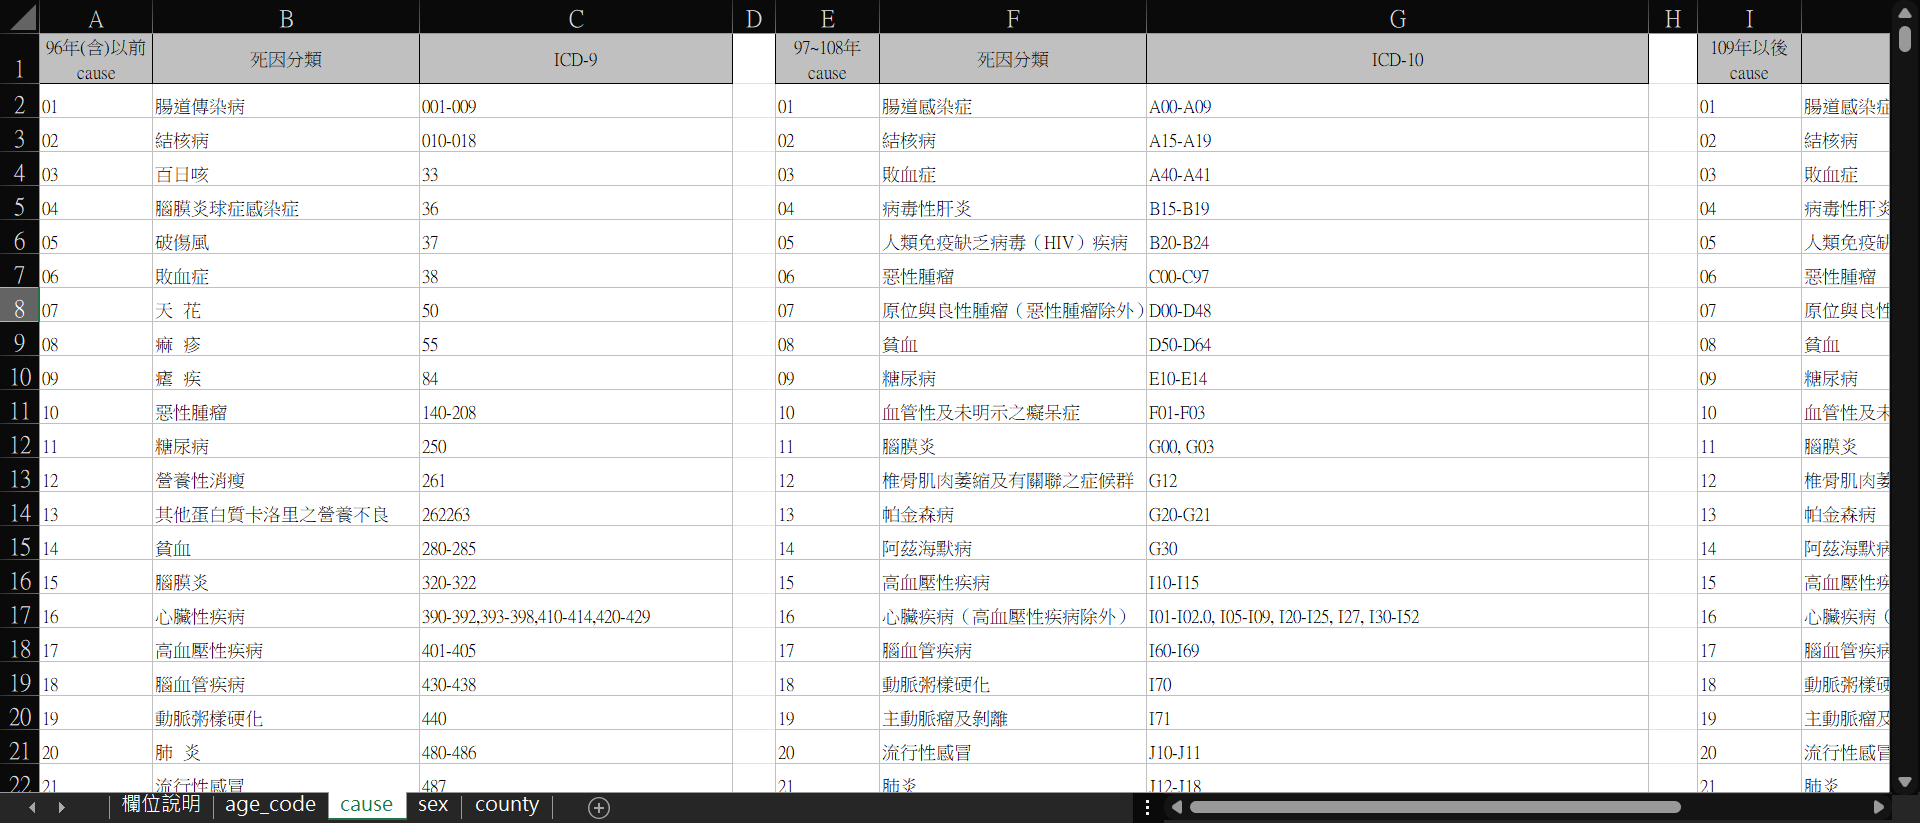 A B C D E F G H I
1 96年(含)以前 cause 死因分類 ICD-9 97~108年 cause 死因分類 ICD-10 109年以後 cause
2 01 腸道傳染病 001-009 01 腸道感染症 A00-A09 01 腸道感染症
3 02 結核病 010-018 02 結核病 A15-A19 02 結核病
4 03 百日咳 33 03 敗血症 A40-A41 03 敗血症
5 04 腦膜炎球症感染症 36 04 病毒性肝炎 B15-B19 04 病毒性肝炎
6 05 破傷風 37 05 人類免疫缺乏病毒（HIV）疾病 B20-B24 05 人類免疫缺
7 06 敗血症 38 06 惡性腫瘤 C00-C97 06 惡性腫瘤
8 07 天 花 50 07 原位與良性腫瘤（惡性腫瘤除外） D00-D48 07 原位與良性
9 08 痲 疹 55 08 貧血 D50-D64 08 貧血
10 09 瘧 疾 84 09 糖尿病 E10-E14 09 糖尿病
11 10 惡性腫瘤 140-208 10 血管性及未明示之癡呆症 F01-F03 10 血管性及未
12 11 糖尿病 250 11 腦膜炎 G00, G03 11 腦膜炎
13 12 營養性消瘦 261 12 椎骨肌肉萎縮及有關聯之症候群 G12 12 椎骨肌肉萎
14 13 其他蛋白質卡洛里之營養不良 262263 13 帕金森病 G20-G21 13 帕金森病
15 14 貧血 280-285 14 阿茲海默病 G30 14 阿茲海默病
16 15 腦膜炎 320-322 15 高血壓性疾病 I10-I15 15 高血壓性疾
17 16 心臟性疾病 390-392,393-398,410-414,420-429 16 心臟疾病（高血壓性疾病除外） I01-I02.0, I05-I09, I20-I25, I27, I30-I52 16 心臟疾病（
18 17 高血壓性疾病 401-405 17 腦血管疾病 I60-I69 17 腦血管疾病
19 18 腦血管疾病 430-438 18 動脈粥樣硬化 I70 18 動脈粥樣硬
20 19 動脈粥樣硬化 440 19 主動脈瘤及剝離 I71 19 主動脈瘤及
21 20 肺 炎 480-486 20 流行性感冒 J10-J11 20 流行性感冒
22 21 流行性感冒 487 21 肺炎 J12-J18 21 肺炎
欄位說明 age_code cause sex county